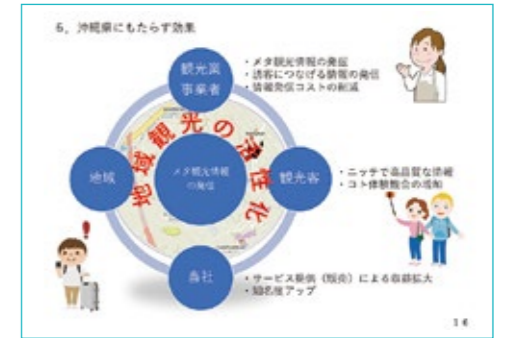 5、沖縄県にもたらす効果
観光業
事業者
・メタ観光情報の発掘
・誘客につなげる情報の発信
・情報発信コストの削減
地域観光の活性化
地域
メタ観光情報
の発信
観光客
・ニッチで高品質な情報
・コト体験機会の増加
当社
・サービス提供(販売)による収益拡大
・知名度アップ
16